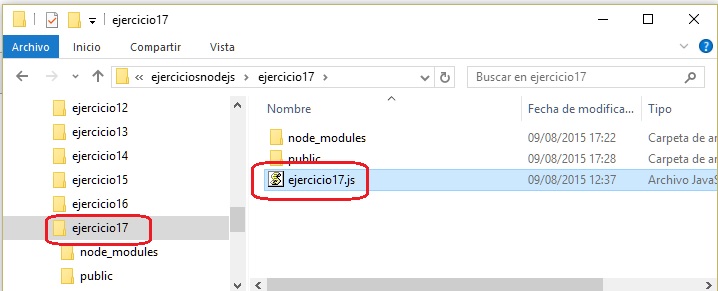 ejercicio17
Archivo Inicio Compartir Vista
« ejerciciosnodejs › ejercicio17 › Buscar en ejercicio17
Nombre Fecha de modifica... Tipo
ejercicio12
ejercicio13
ejercicio14
ejercicio15
ejercicio16
ejercicio17
node_modules
public
node_modules 09/08/2015 17:22 Carpeta de ar
public 09/08/2015 17:28 Carpeta de ar
ejercicio17.js 09/08/2015 12:37 Archivo JavaS